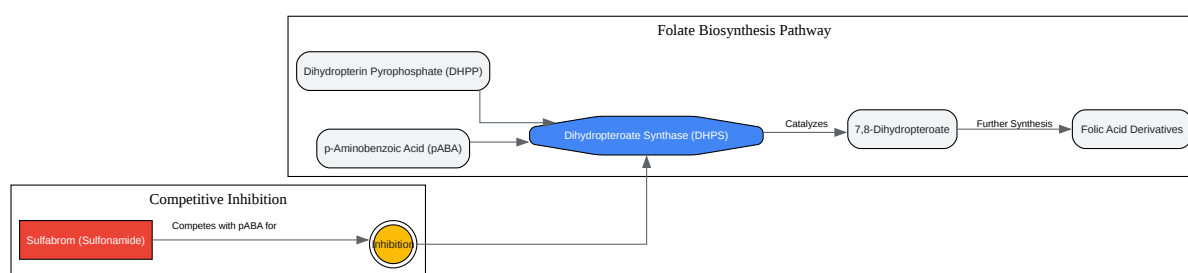 Folate Biosynthesis Pathway
Dihydropterin Pyrophosphate (DHPP)
p-Aminobenzoic Acid (pABA)
Dihydropteroate Synthase (DHPS)
Catalyzes
7,8-Dihydropteroate
Further Synthesis
Folic Acid Derivatives
Competitive Inhibition
Sulfabrom (Sulfonamide)
Competes with pABA for
Inhibition